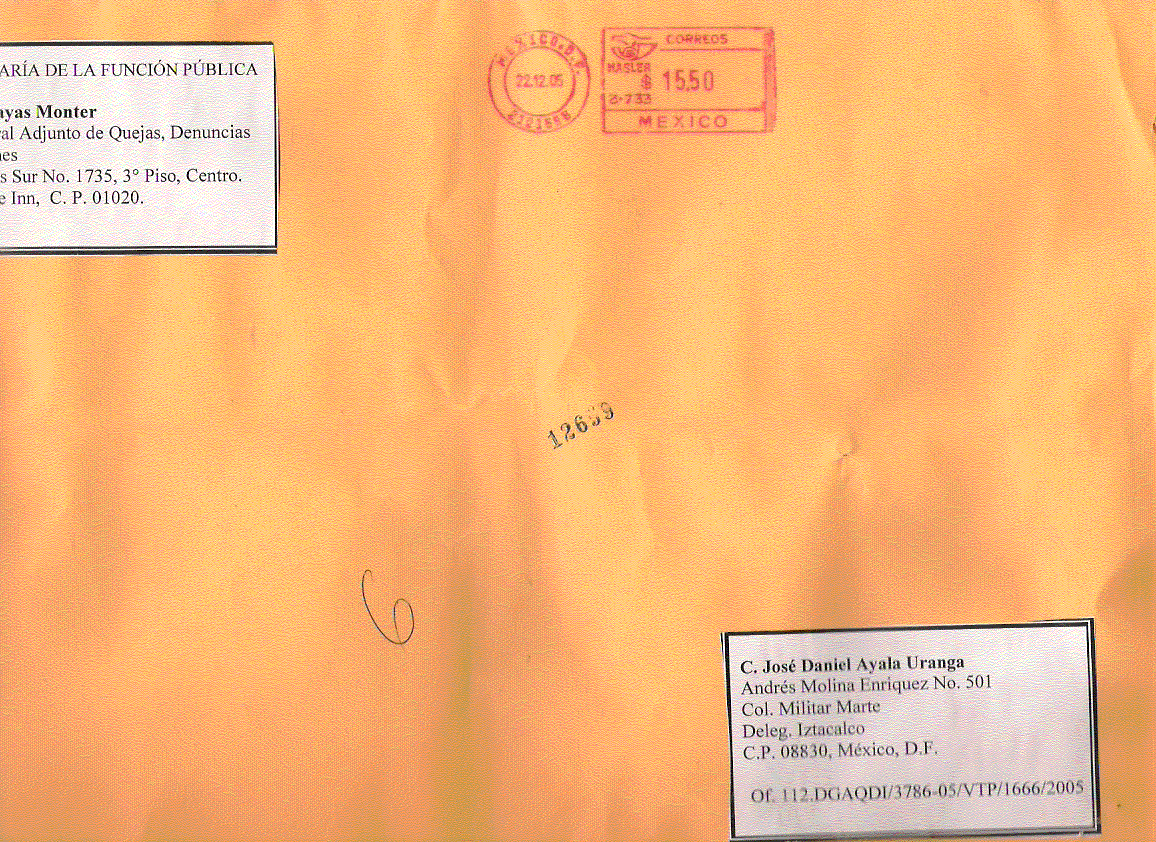 ARÍA DE LA FUNCIÓN PÚBLICA
ayas Monter
al Adjunto de Quejas, Denuncias
nes
s Sur No. 1735, 3° Piso, Centro.
e Inn, C. P. 01020.
MEXICO, D.F.
22.12.05
CORREOS
HASLER
$ 15,50
MEXICO
6
C. José Daniel Ayala Uranga
Andrés Molina Enriquez No. 501
Col. Militar Marte
Deleg. Iztacalco
C.P. 08830, México, D.F.
Of. 112.DGAQDI/3786-05/VTP/1666/2005